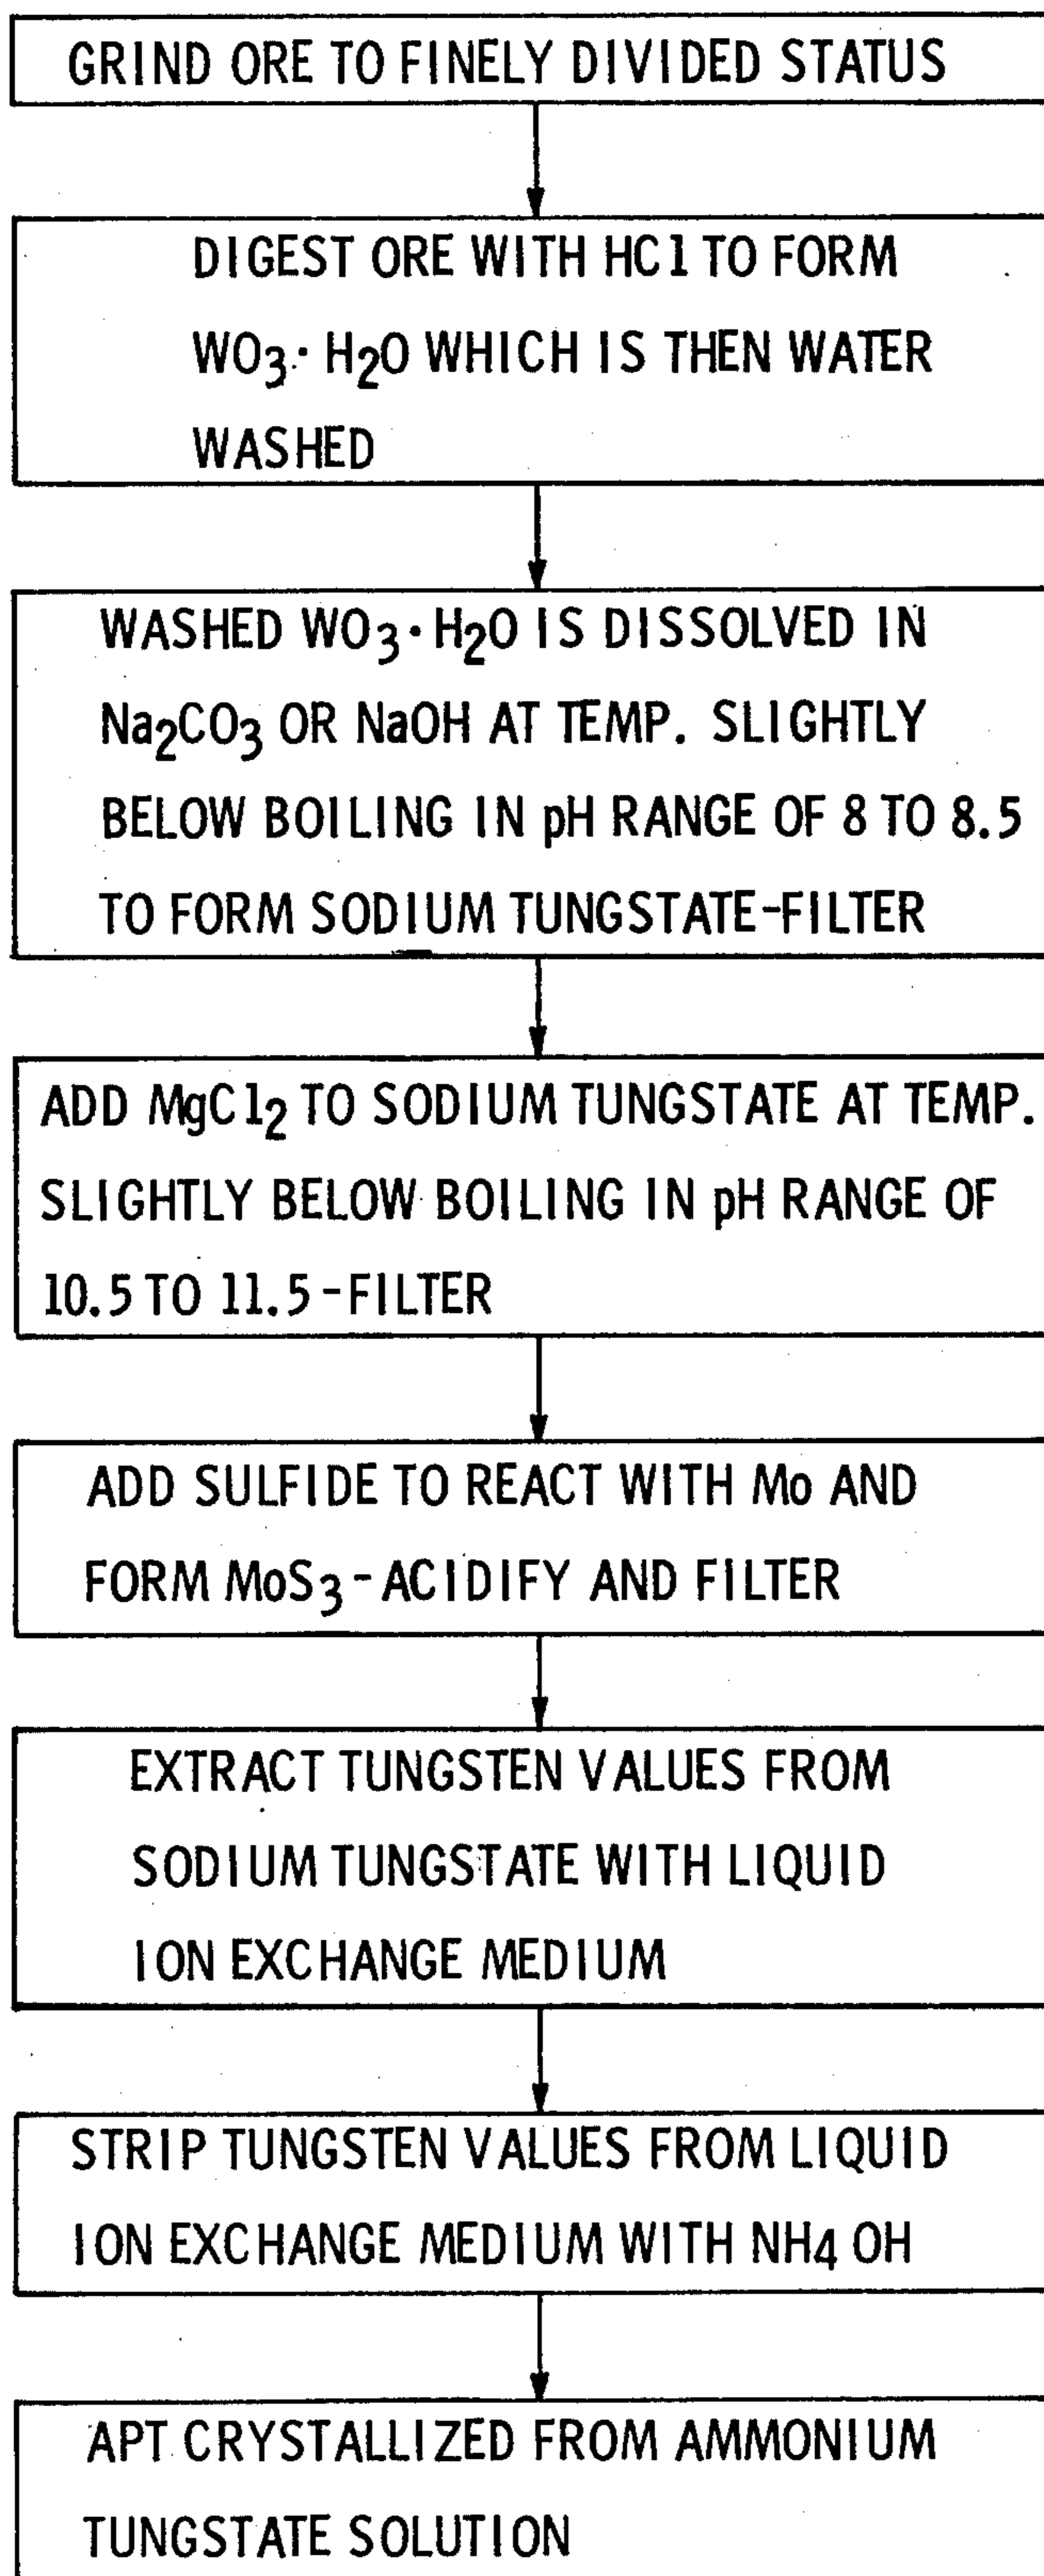 GRIND ORE TO FINELY DIVIDED STATUS
DIGEST ORE WITH HCl TO FORM
WO3 · H2O WHICH IS THEN WATER
WASHED
WASHED WO3 · H2O IS DISSOLVED IN
Na2CO3 OR NaOH AT TEMP. SLIGHTLY
BELOW BOILING IN pH RANGE OF 8 TO 8.5
TO FORM SODIUM TUNGSTATE-FILTER
ADD MgCl2 TO SODIUM TUNGSTATE AT TEMP.
SLIGHTLY BELOW BOILING IN pH RANGE OF
10.5 TO 11.5-FILTER
ADD SULFIDE TO REACT WITH Mo AND
FORM MoS3-ACIDIFY AND FILTER
EXTRACT TUNGSTEN VALUES FROM
SODIUM TUNGSTATE WITH LIQUID
ION EXCHANGE MEDIUM
STRIP TUNGSTEN VALUES FROM LIQUID
ION EXCHANGE MEDIUM WITH NH4 OH
APT CRYSTALLIZED FROM AMMONIUM
TUNGSTATE SOLUTION